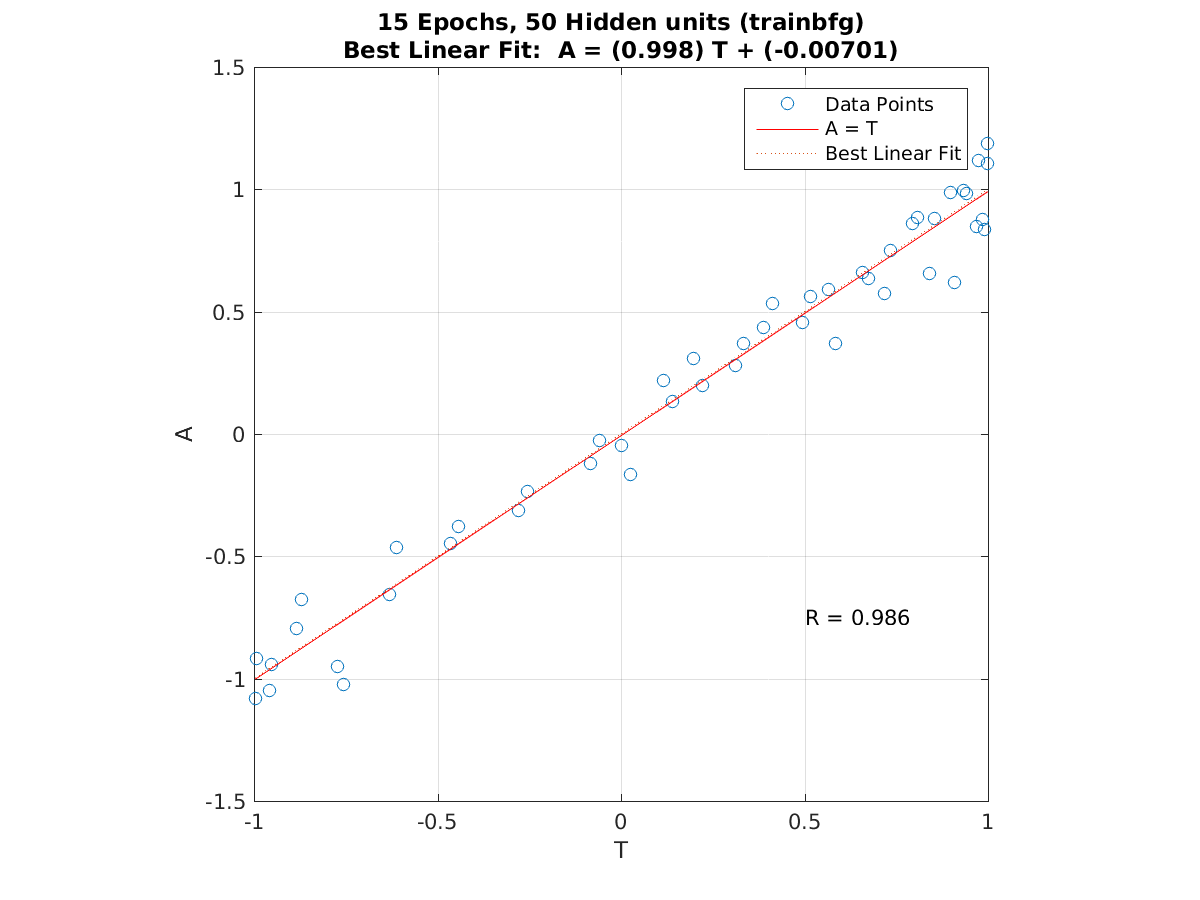 15 Epochs, 50 Hidden units (trainbfg)
Best Linear Fit:  A = (0.998) T + (-0.00701)
1.5
Data Points
A = T
Best Linear Fit
1
0.5
A
0
-0.5
R = 0.986
-1
-1.5
-1 -0.5 0 0.5 1
T